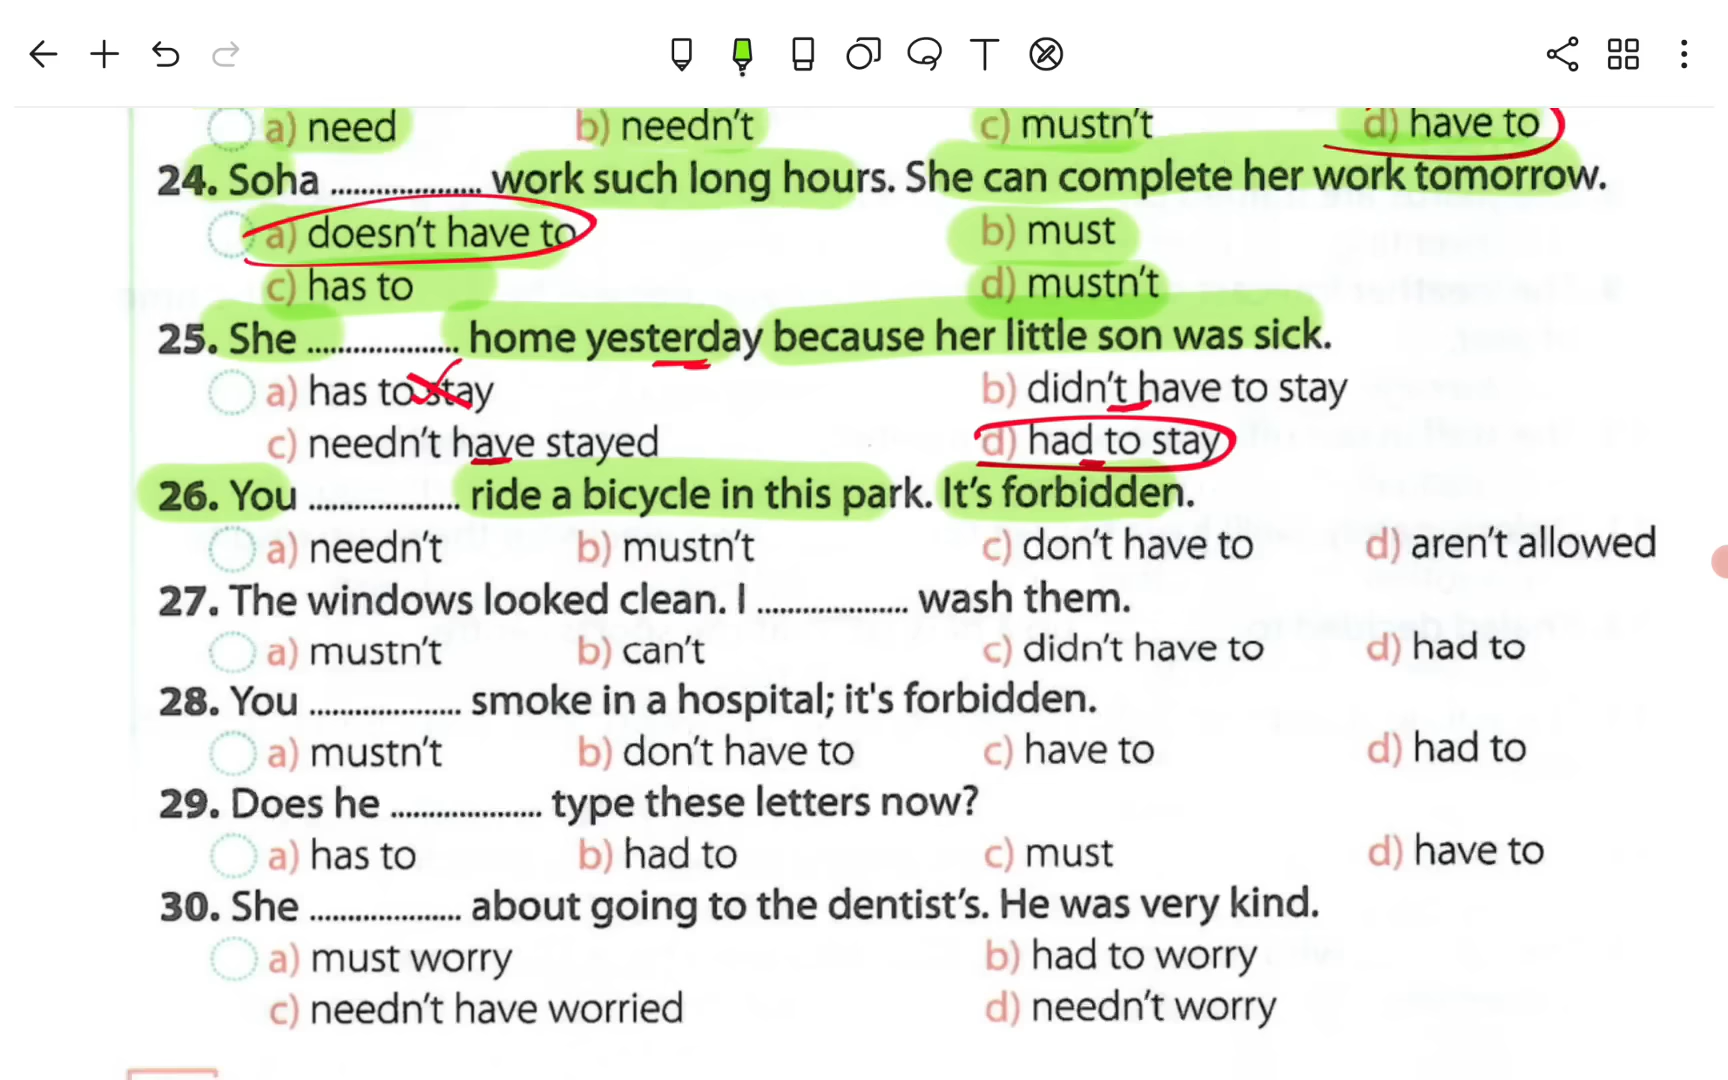 a) need b) needn't c) mustn't d) have to
24. Soha .................... work such long hours. She can complete her work tomorrow.
a) doesn't have to b) must
c) has to d) mustn't
25. She .................... home yesterday because her little son was sick.
a) has to stay b) didn't have to stay
c) needn't have stayed d) had to stay
26. You .................... ride a bicycle in this park. It's forbidden.
a) needn't b) mustn't c) don't have to d) aren't allowed
27. The windows looked clean. I .................... wash them.
a) mustn't b) can't c) didn't have to d) had to
28. You .................... smoke in a hospital; it's forbidden.
a) mustn't b) don't have to c) have to d) had to
29. Does he .................... type these letters now?
a) has to b) had to c) must d) have to
30. She .................... about going to the dentist's. He was very kind.
a) must worry b) had to worry
c) needn't have worried d) needn't worry